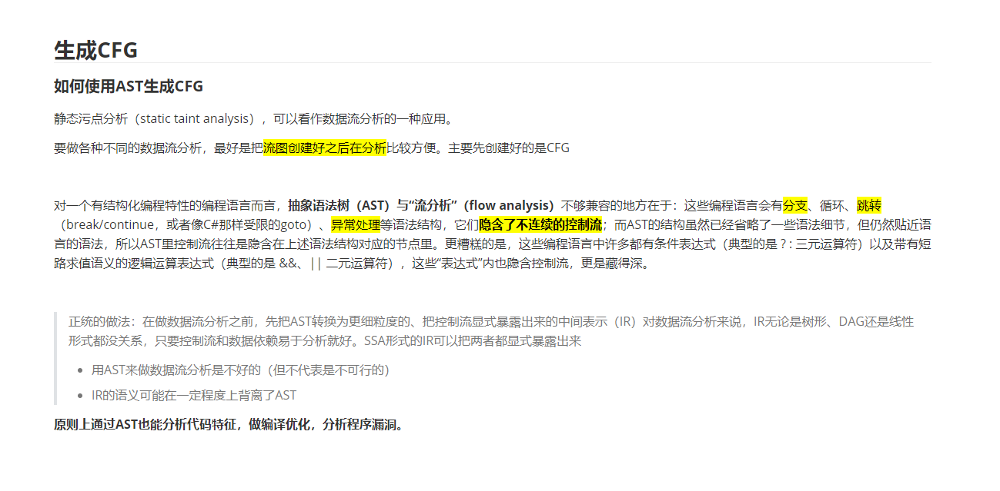 生成CFG
如何使用AST生成CFG
静态污点分析（static taint analysis），可以看作数据流分析的一种应用。
要做各种不同的数据流分析，最好是把流图创建好之后在分析比较方便。主要先创建好的是CFG
对一个有结构化编程特性的编程语言而言，抽象语法树（AST）与“流分析”（flow analysis）不够兼容的地方在于：这些编程语言会有分支、循环、跳转
（break/continue，或者像C#那样受限的goto）、异常处理等语法结构，它们隐含了不连续的控制流；而AST的结构虽然已经省略了一些语法细节，但仍然贴近语
言的语法，所以AST里控制流往往是隐含在上述语法结构对应的节点里。更糟糕的是，这些编程语言中许多都有条件表达式（典型的是 ? : 三元运算符）以及带有短
路求值语义的逻辑运算表达式（典型的是 &&、|| 二元运算符），这些“表达式”内也隐含控制流，更是藏得深。
正统的做法：在做数据流分析之前，先把AST转换为更细粒度的、把控制流显式暴露出来的中间表示（IR）对数据流分析来说，IR无论是树形、DAG还是线性
形式都没关系，只要控制流和数据依赖易于分析就好。SSA形式的IR可以把两者都显式暴露出来
• 用AST来做数据流分析是不好的（但不代表是不可行的）
• IR的语义可能在一定程度上背离了AST
原则上通过AST也能分析代码特征，做编译优化，分析程序漏洞。